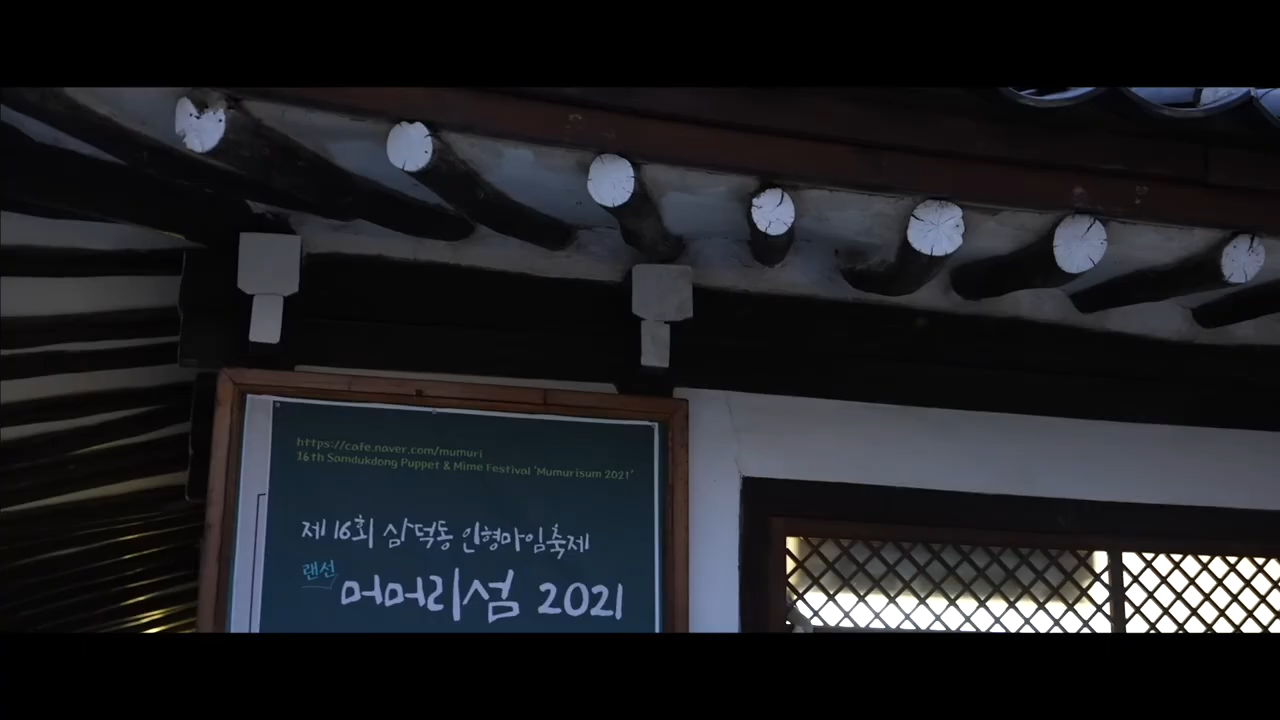 https://cafe.naver.com/mumuri
16th Samdukdong Puppet & Mime Festival 'Mumurisum 2021'
제16회 삼덕동 인형마임축제
랜선
머머리섬 2021